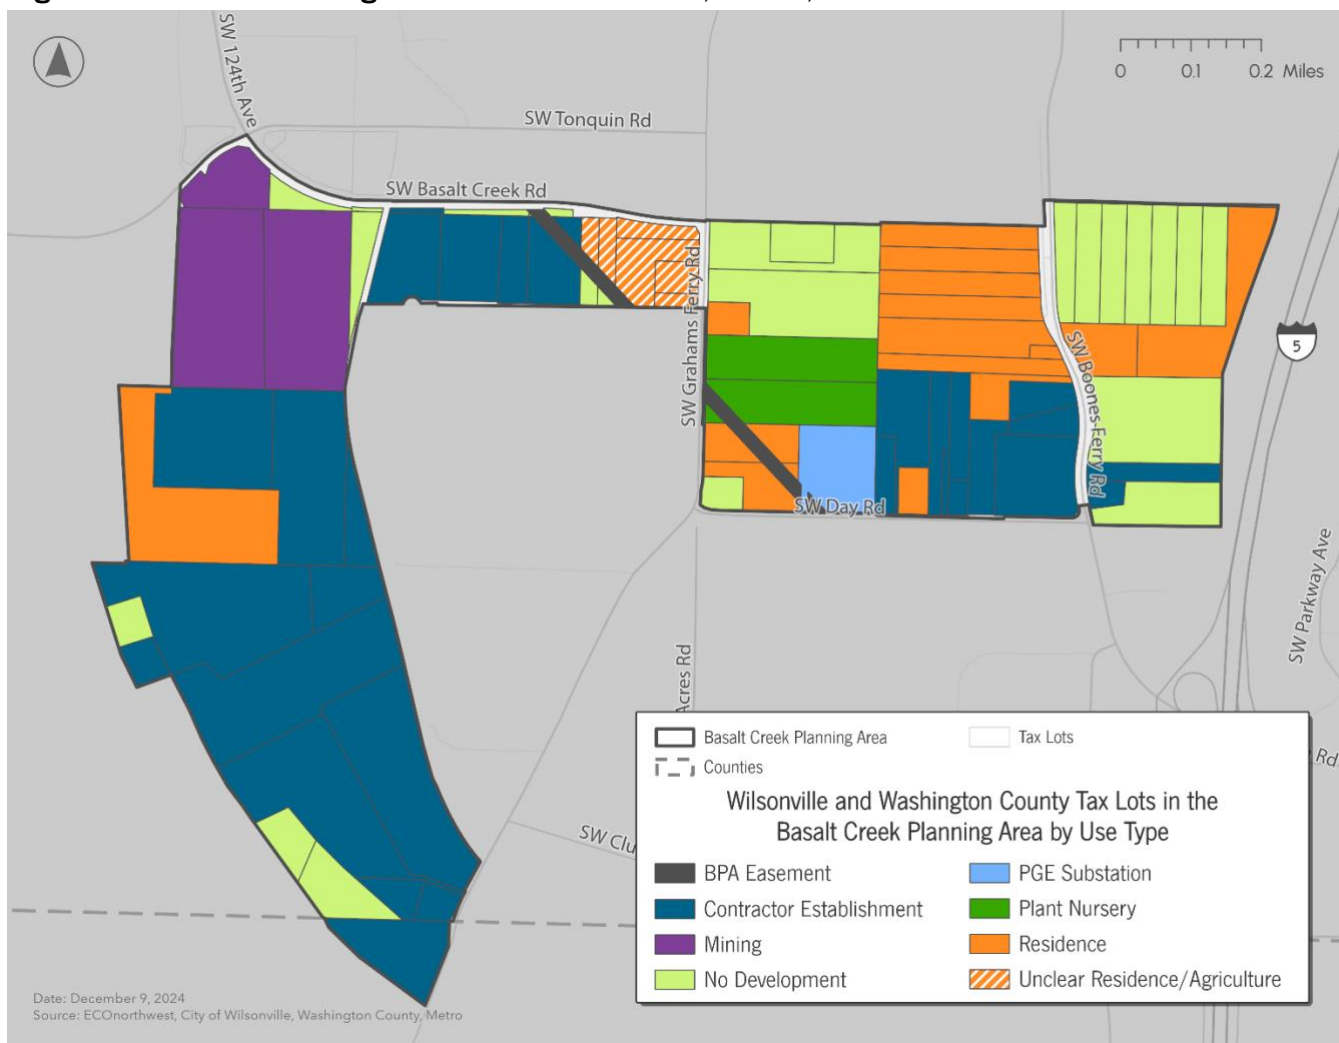 SW 124th Ave
0 0.1 0.2 Miles
SW Tonquin Rd
SW Basalt Creek Rd
SW Grahams Ferry Rd
SW Boones Ferry Rd
5
SW Day Rd
SW Parkway Ave
Acres Rd
SW Clu
Rd
Basalt Creek Planning Area
Tax Lots
Counties
Wilsonville and Washington County Tax Lots in the
Basalt Creek Planning Area by Use Type
BPA Easement
PGE Substation
Contractor Establishment
Plant Nursery
Mining
Residence
No Development
Unclear Residence/Agriculture
Date: December 9, 2024
Source: ECOnorthwest, City of Wilsonville, Washington County, Metro